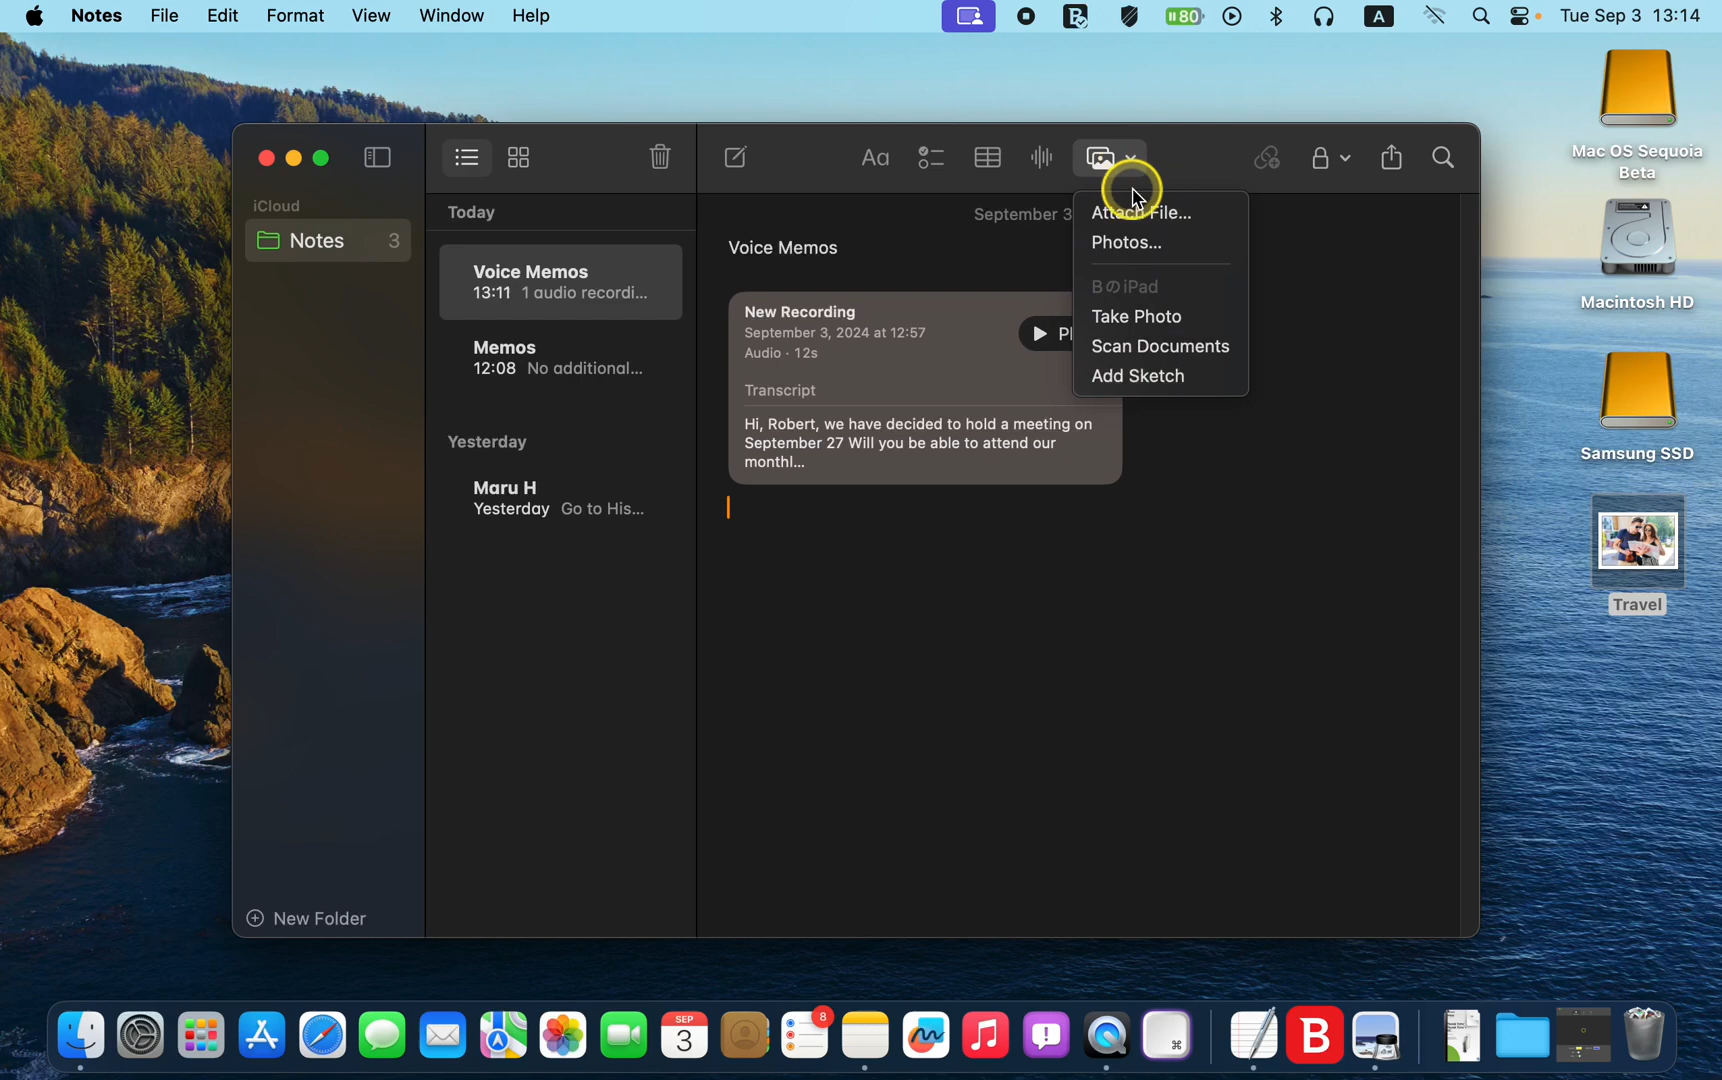 Notes File Edit Format View Window Help 80 A Tue Sep 3 13:14
Mac OS Sequoia
Beta
Macintosh HD
Samsung SSD
Travel
iCloud
Notes 3
New Folder
Today
Voice Memos
13:11 1 audio recordi...
Memos
12:08 No additional...
Yesterday
Maru H
Yesterday Go to His...
Aa
September 3
Voice Memos
New Recording
September 3, 2024 at 12:57
Audio · 12s
Transcript
Hi, Robert, we have decided to hold a meeting on
September 27 Will you be able to attend our
monthl...
Attach File...
Photos...
BのiPad
Take Photo
Scan Documents
Add Sketch
SEP
3
8
B